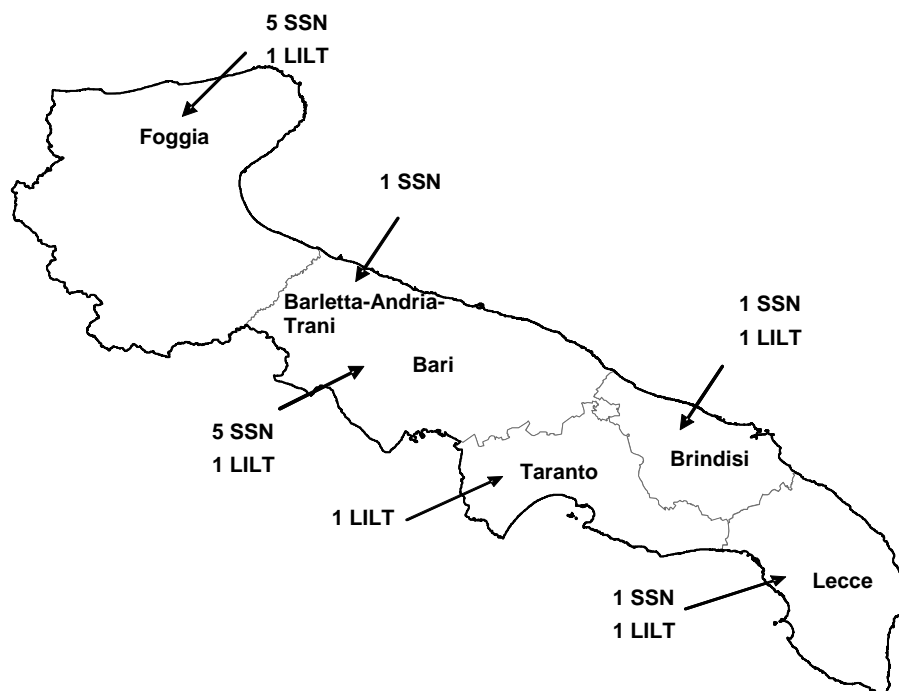 5 SSN
1 LILT
Foggia
1 SSN
Barletta-Andria-
Trani
1 SSN
1 LILT
Bari
5 SSN
1 LILT
Brindisi
Taranto
1 LILT
Lecce
1 SSN
1 LILT